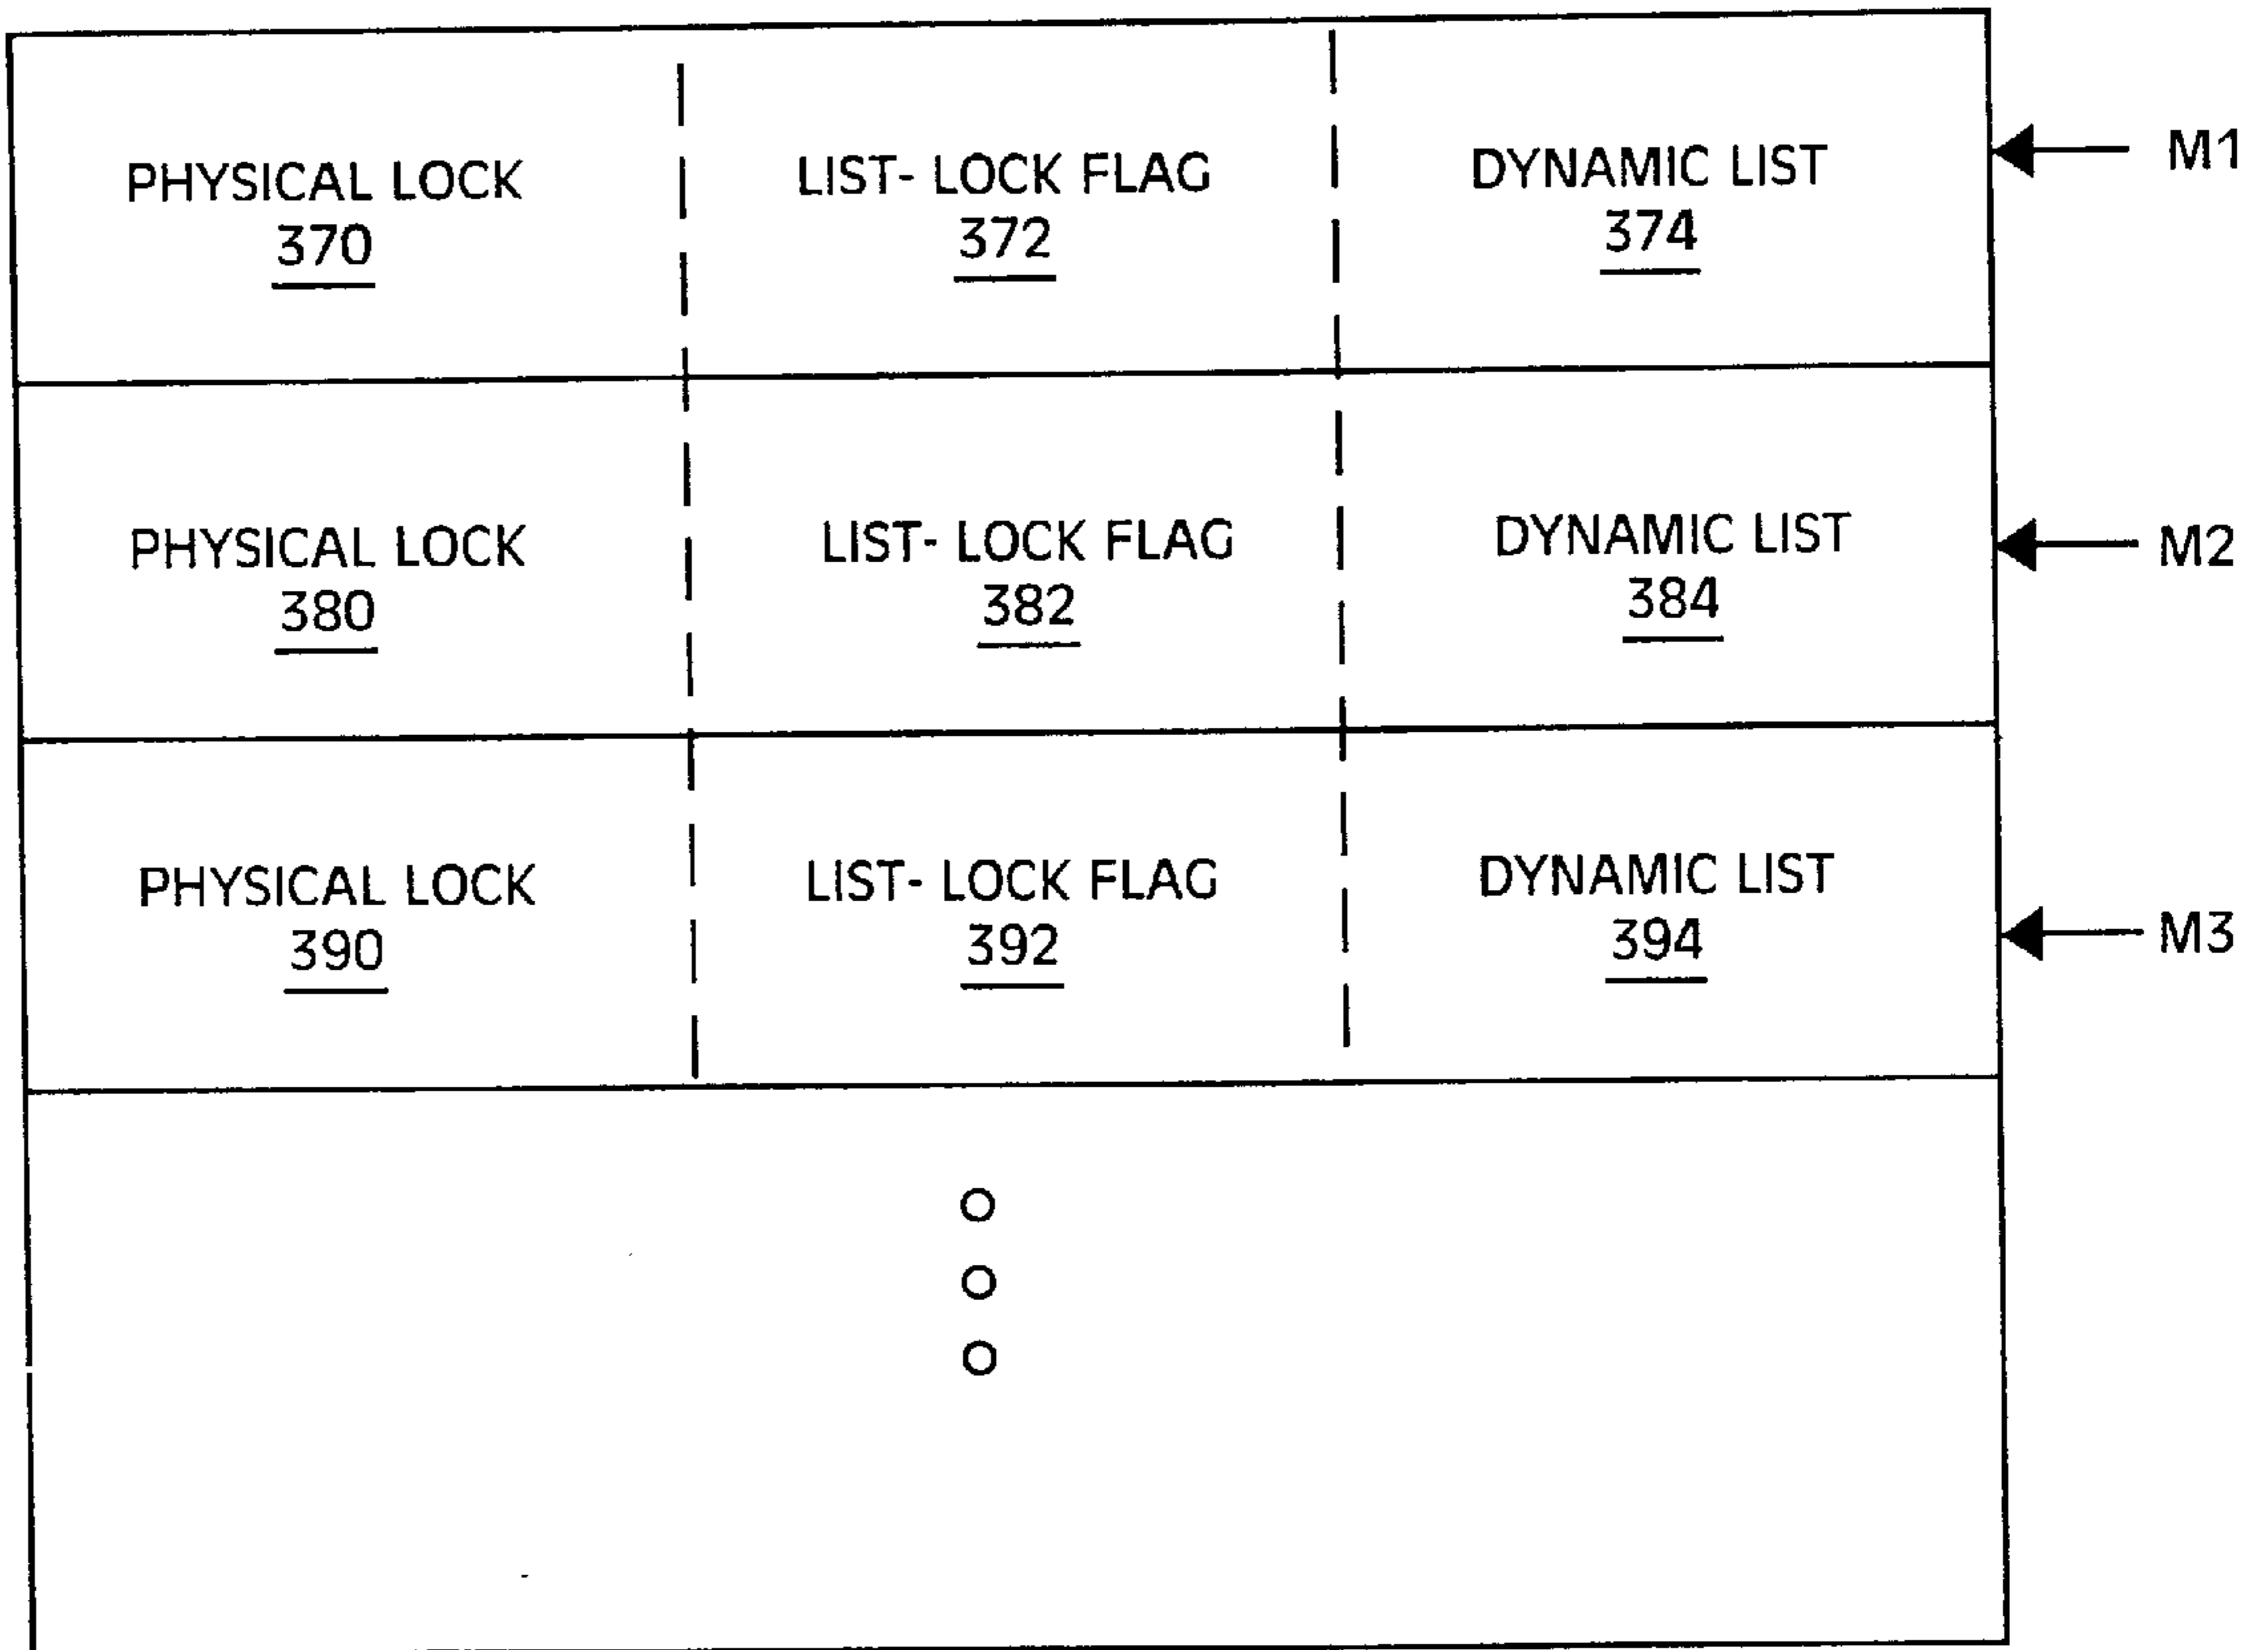 PHYSICAL LOCK
370
LIST- LOCK FLAG
372
DYNAMIC LIST
374
M1
PHYSICAL LOCK
380
LIST- LOCK FLAG
382
DYNAMIC LIST
384
M2
PHYSICAL LOCK
390
LIST- LOCK FLAG
392
DYNAMIC LIST
394
M3